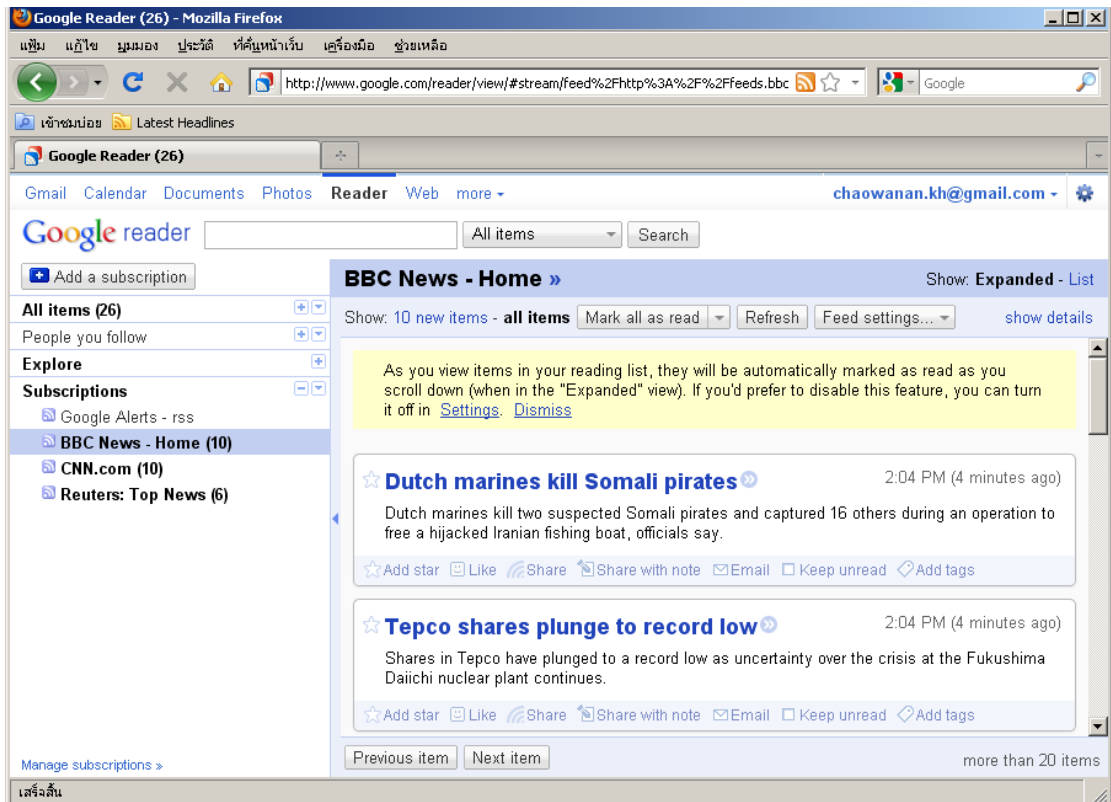 Google Reader (26) - Mozilla Firefox
แฟ้ม แก้ไข มุมมอง ประวัติ ที่คั่นหน้าเว็บ เครื่องมือ ช่วยเหลือ
http://www.google.com/reader/view/#stream/feed%2Fhttp%3A%2F%2Ffeeds.bbc Google
เข้าชมบ่อย Latest Headlines
Google Reader (26)
Gmail Calendar Documents Photos Reader Web more chaowanan.kh@gmail.com
Google reader All items Search
Add a subscription
All items (26)
People you follow
Explore
Subscriptions
Google Alerts - rss
BBC News - Home (10)
CNN.com (10)
Reuters: Top News (6)
Manage subscriptions »
BBC News - Home » Show: Expanded - List
Show: 10 new items - all items Mark all as read Refresh Feed settings... show details
As you view items in your reading list, they will be automatically marked as read as you
scroll down (when in the "Expanded" view). If you'd prefer to disable this feature, you can turn
it off in Settings. Dismiss
Dutch marines kill Somali pirates 2:04 PM (4 minutes ago)
Dutch marines kill two suspected Somali pirates and captured 16 others during an operation to
free a hijacked Iranian fishing boat, officials say.
Add star Like Share Share with note Email Keep unread Add tags
Tepco shares plunge to record low 2:04 PM (4 minutes ago)
Shares in Tepco have plunged to a record low as uncertainty over the crisis at the Fukushima
Daiichi nuclear plant continues.
Add star Like Share Share with note Email Keep unread Add tags
Previous item Next item more than 20 items
เสร็จสิ้น